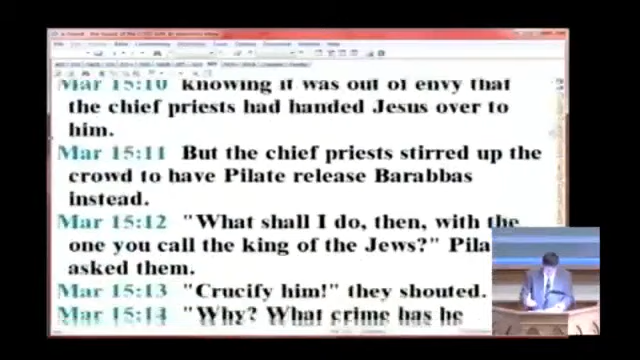 Mar 15:10 knowing it was out of envy that
the chief priests had handed Jesus over to
him.
Mar 15:11 But the chief priests stirred up the
crowd to have Pilate release Barabbas
instead.
Mar 15:12 "What shall I do, then, with the
one you call the king of the Jews?" Pila
asked them.
Mar 15:13 "Crucify him!" they shouted.
Mar 15:14 "Why? What crime has he